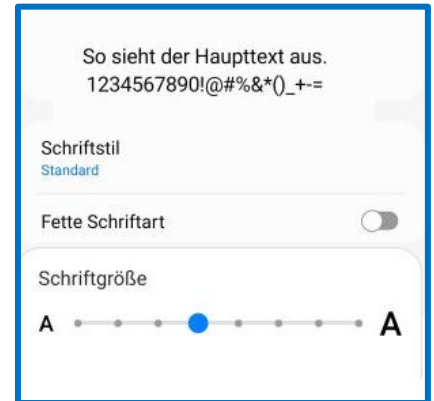 So sieht der Haupttext aus.
1234567890!@#%&*()_+-=
Schriftstil
Standard
Fette Schriftart
Schriftgröße
A A